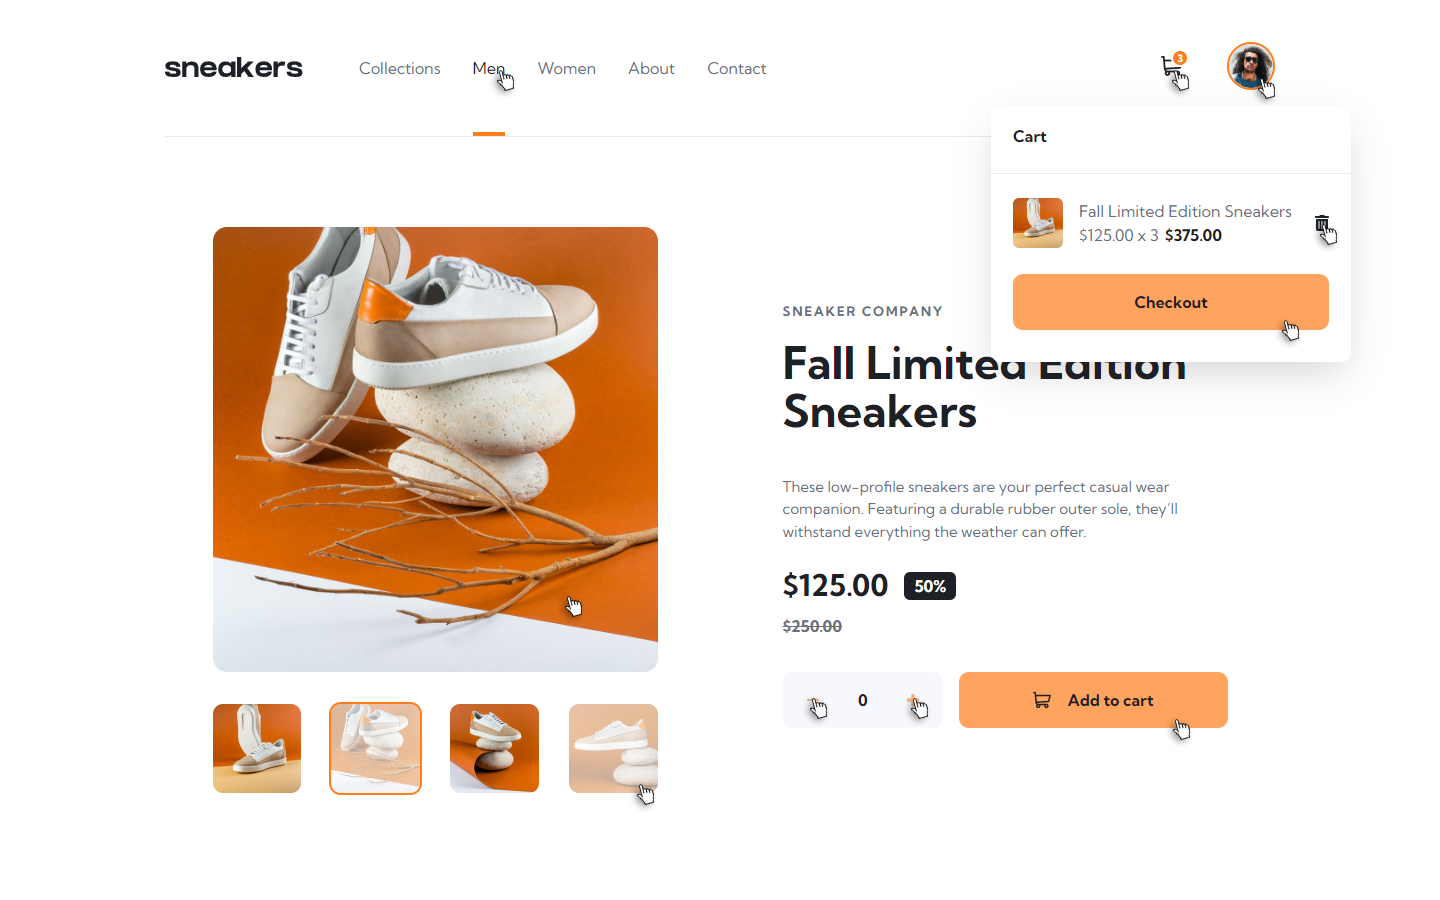 sneakers
Collections
Men
Women
About
Contact
3
Cart
Fall Limited Edition Sneakers
$125.00 x 3 $375.00
Checkout
SNEAKER COMPANY
Fall Limited Edition
Sneakers
These low-profile sneakers are your perfect casual wear
companion. Featuring a durable rubber outer sole, they’ll
withstand everything the weather can offer.
$125.00 50%
$250.00
0
Add to cart